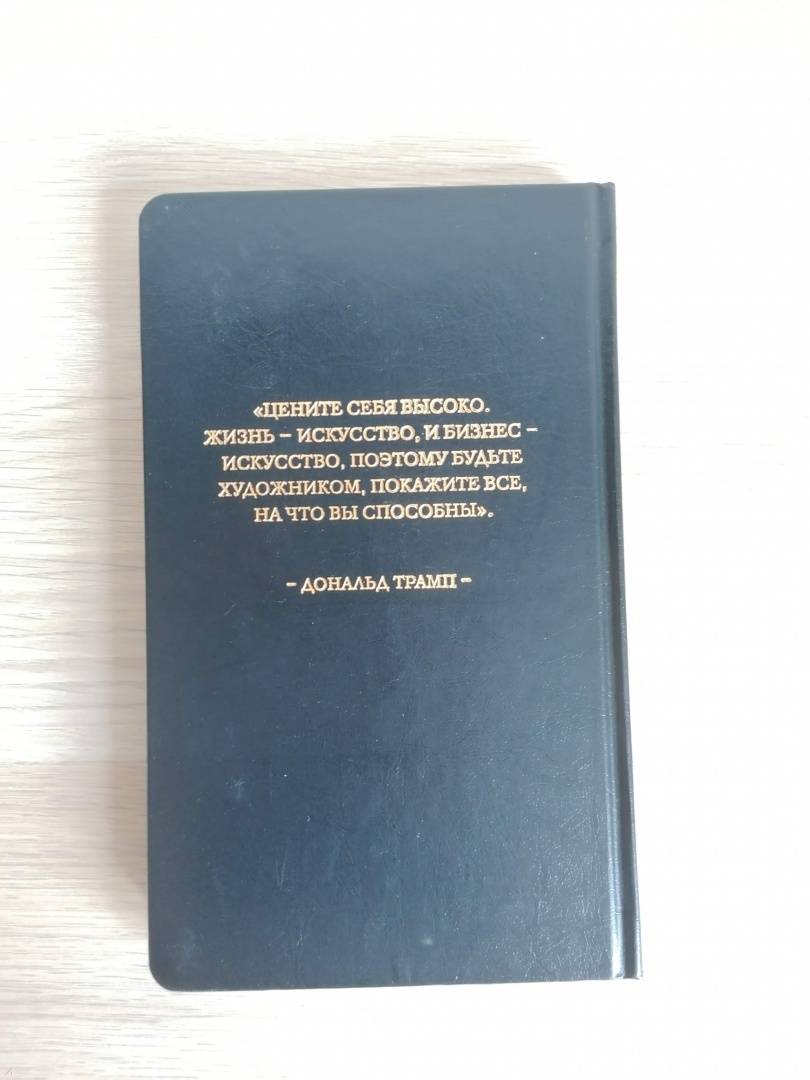 «ЦЕНИТЕ СЕБЯ ВЫСОКО.
ЖИЗНЬ – ИСКУССТВО, И БИЗНЕС –
ИСКУССТВО, ПОЭТОМУ БУДЬТЕ
ХУДОЖНИКОМ, ПОКАЖИТЕ ВСЕ,
НА ЧТО ВЫ СПОСОБНЫ».
– ДОНАЛЬД ТРАМП –